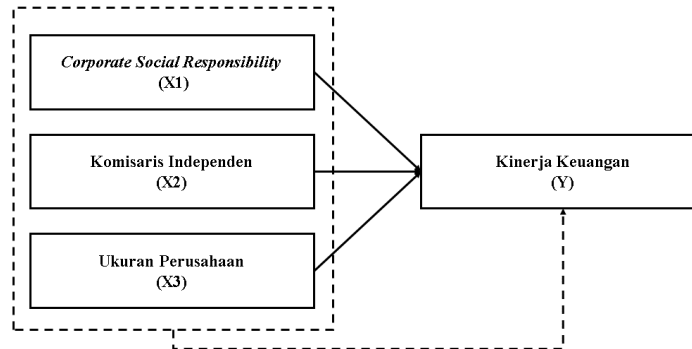 Corporate Social Responsibility
(X1)
Komisaris Independen
(X2)
Kinerja Keuangan
(Y)
Ukuran Perusahaan
(X3)